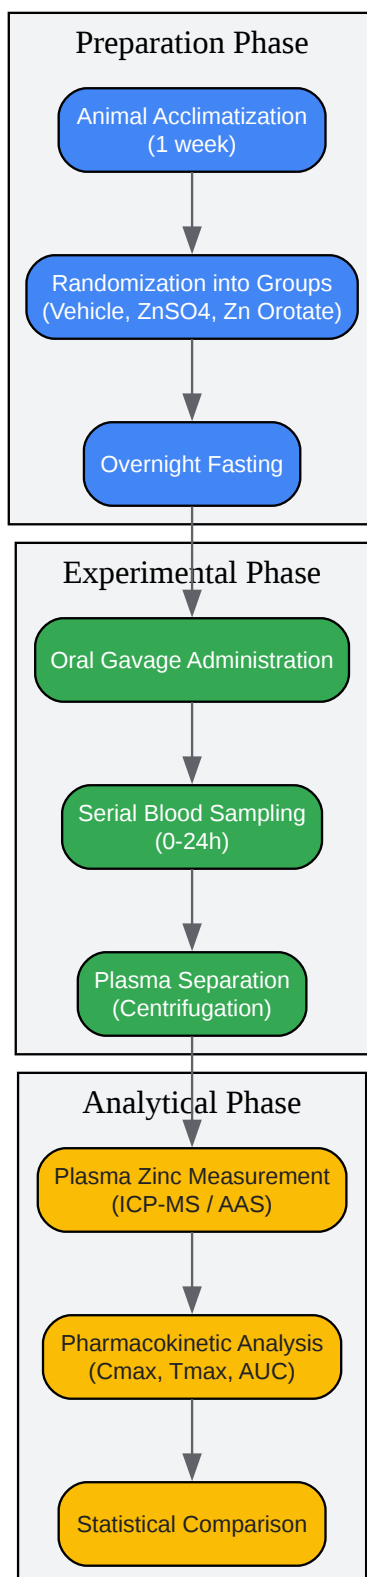 Preparation Phase
Animal Acclimatization
(1 week)
Randomization into Groups
(Vehicle, ZnSO4, Zn Orotate)
Overnight Fasting
Experimental Phase
Oral Gavage Administration
Serial Blood Sampling
(0-24h)
Plasma Separation
(Centrifugation)
Analytical Phase
Plasma Zinc Measurement
(ICP-MS / AAS)
Pharmacokinetic Analysis
(Cmax, Tmax, AUC)
Statistical Comparison